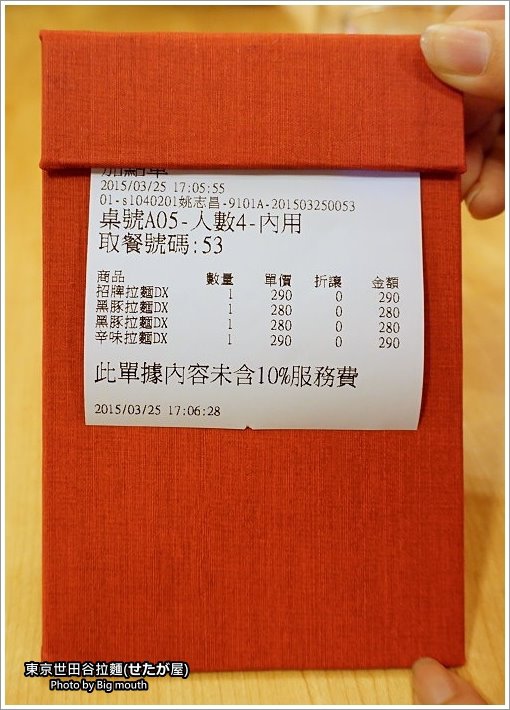 加點單
2015/03/25 17:05:55
01-s1040201姚志昌-9101A-201503250053
桌號A05-人數4-內用
取餐號碼:53
商品 數量 單價 折讓 金額
招牌拉麵DX 1 290 0 290
黑豚拉麵DX 1 280 0 280
黑豚拉麵DX 1 280 0 280
辛味拉麵DX 1 290 0 290
此單據內容未含10%服務費
2015/03/25 17:06:28
東京世田谷拉麵(せたが屋)
Photo by Big mouth